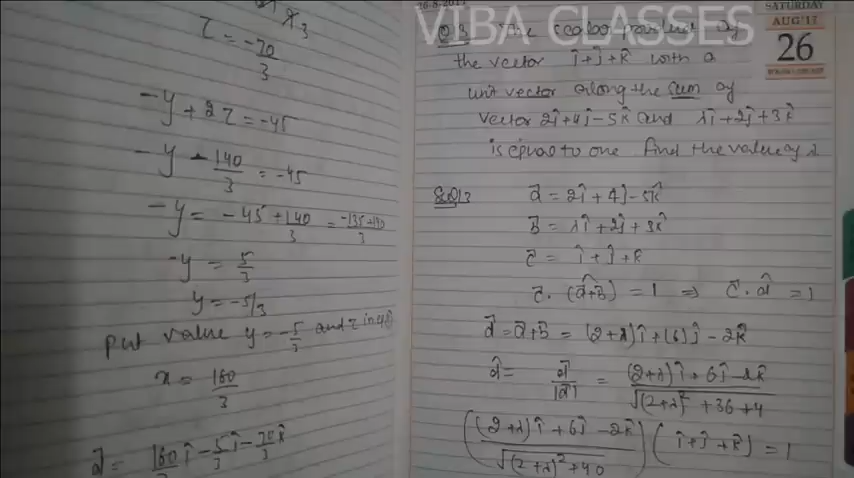 x 3
z = -70/3
-y + 2z = -45
-y - 140/3 = -45
-y = -45 + 140/3 = -135+140/3
-y = 5/3
y = -5/3
Put value y = -5/3 and z in
x = 160/3
d⃗ = 160/3 î - 5/3 ĵ - 70/3 k̂
VIBA CLASSES
SATURDAY
AUG'17
26
Q13 The scalar product of
the vector î + ĵ + k̂ with a
unit vector along the sum of
vector 2î + 4ĵ - 5k̂ and λî + 2ĵ + 3k̂
is equal to one find the value of λ
Sol13 a⃗ = 2î + 4ĵ - 5k̂
b⃗ = λî + 2ĵ + 3k̂
c⃗ = î + ĵ + k̂
c⃗ . (a+b) = 1 ⇒ c⃗ . d̂ = 1
d⃗ = a⃗ + b⃗ = (2+λ)î + (6)ĵ - 2k̂
d̂ = d⃗/|d⃗| = (2+λ)î + 6ĵ - 2k̂/√(2+λ)² + 36 + 4
((2+λ)î + 6ĵ - 2k̂/√(2+λ)² + 40) (î + ĵ + k̂) = 1